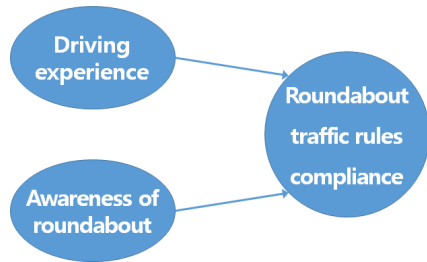 Driving
experience
Roundabout
traffic rules
compliance
Awareness of
roundabout